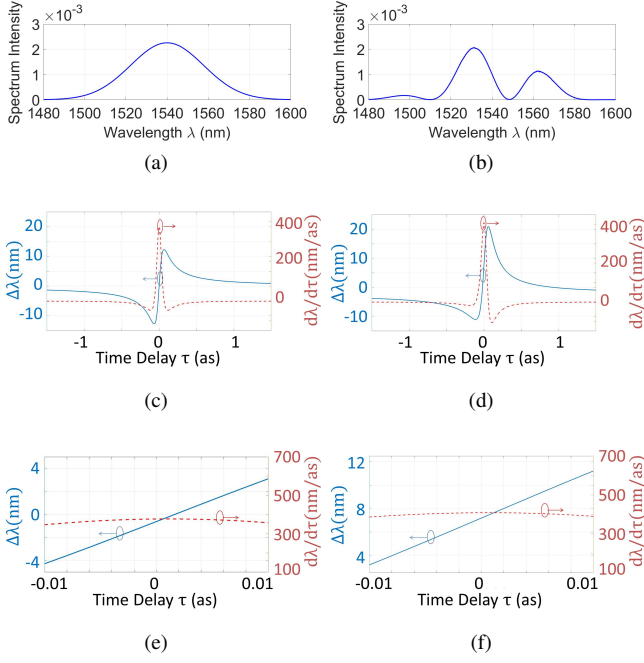 3 × 10⁻³
Spectrum Intensity
2
1
0
1480 1500 1520 1540 1560 1580 1600
Wavelength λ (nm)
(a)
3 × 10⁻³
Spectrum Intensity
2
1
0
1480 1500 1520 1540 1560 1580 1600
Wavelength λ (nm)
(b)
Δλ(nm)
20
10
0
-10
400
200
0
dλ/dτ(nm/as)
-1 0 1
Time Delay τ (as)
(c)
Δλ(nm)
20
10
0
-10
400
200
0
dλ/dτ(nm/as)
-1 0 1
Time Delay τ (as)
(d)
Δλ(nm)
4
0
-4
700
500
300
100
dλ/dτ(nm/as)
-0.01 0 0.01
Time Delay τ (as)
(e)
Δλ(nm)
12
8
4
700
500
300
100
dλ/dτ(nm/as)
-0.01 0 0.01
Time Delay τ (as)
(f)